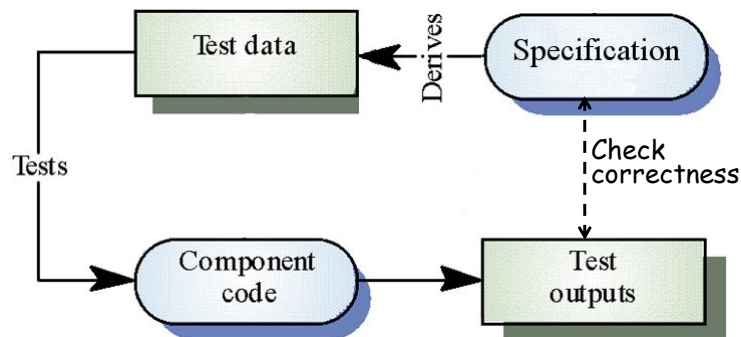 Test data
Derives
Specification
Tests
Check
correctness
Component
code
Test
outputs